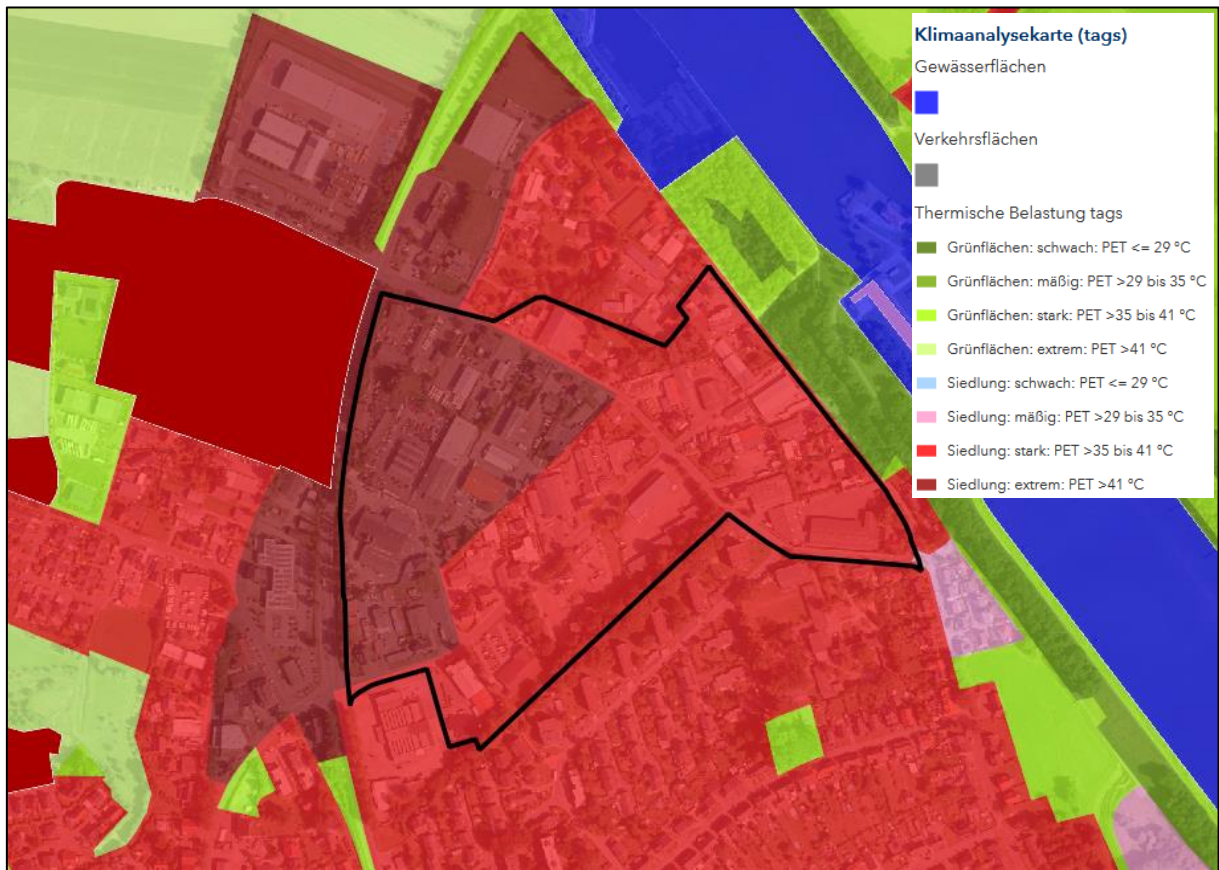 Klimaanalysekarte (tags)
Gewässerflächen
Verkehrsflächen
Thermische Belastung tags
Grünflächen: schwach: PET <= 29 °C
Grünflächen: mäßig: PET >29 bis 35 °C
Grünflächen: stark: PET >35 bis 41 °C
Grünflächen: extrem: PET >41 °C
Siedlung: schwach: PET <= 29 °C
Siedlung: mäßig: PET >29 bis 35 °C
Siedlung: stark: PET >35 bis 41 °C
Siedlung: extrem: PET >41 °C